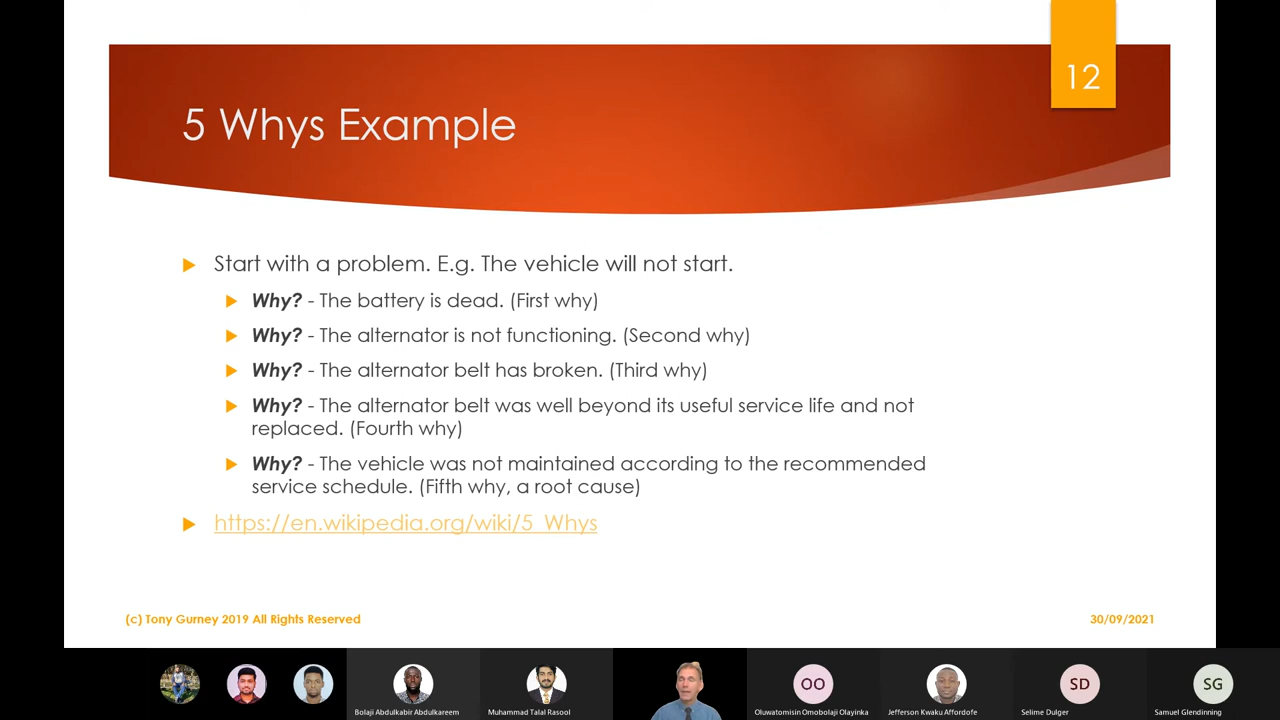 12
5 Whys Example
Start with a problem. E.g. The vehicle will not start.
Why? - The battery is dead. (First why)
Why? - The alternator is not functioning. (Second why)
Why? - The alternator belt has broken. (Third why)
Why? - The alternator belt was well beyond its useful service life and not
replaced. (Fourth why)
Why? - The vehicle was not maintained according to the recommended
service schedule. (Fifth why, a root cause)
https://en.wikipedia.org/wiki/5_Whys
(c) Tony Gurney 2019 All Rights Reserved
30/09/2021
OO
SD
SG
Bolaji Abdulkabir Abdulkareem
Muhammad Talal Rasool
Oluwatomisin Omobolaji Olayinka
Jefferson Kwaku Affordofe
Selime Dulger
Samuel Glendinning